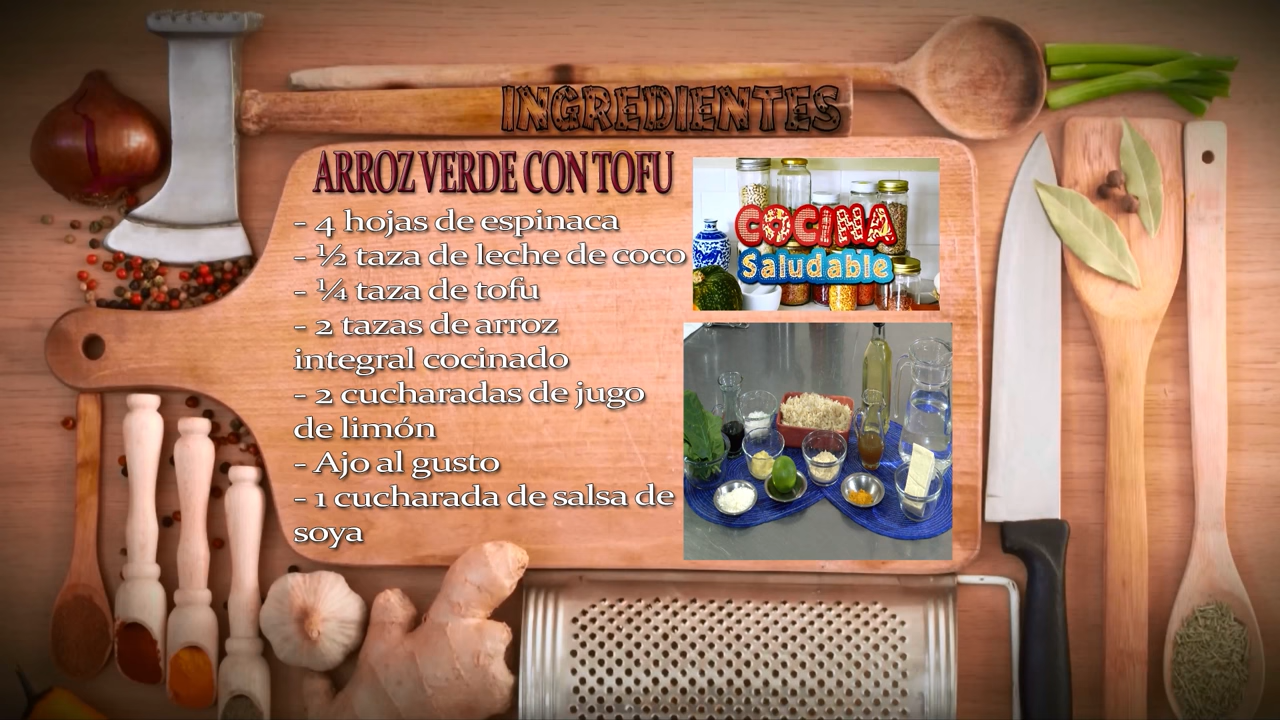 INGREDIENTES
ARROZ VERDE CON TOFU
- 4 hojas de espinaca
- ½ taza de leche de coco
- ¼ taza de tofu
- 2 tazas de arroz
integral cocinado
- 2 cucharadas de jugo
de limón
- Ajo al gusto
- 1 cucharada de salsa de
soya
COCINA
Saludable